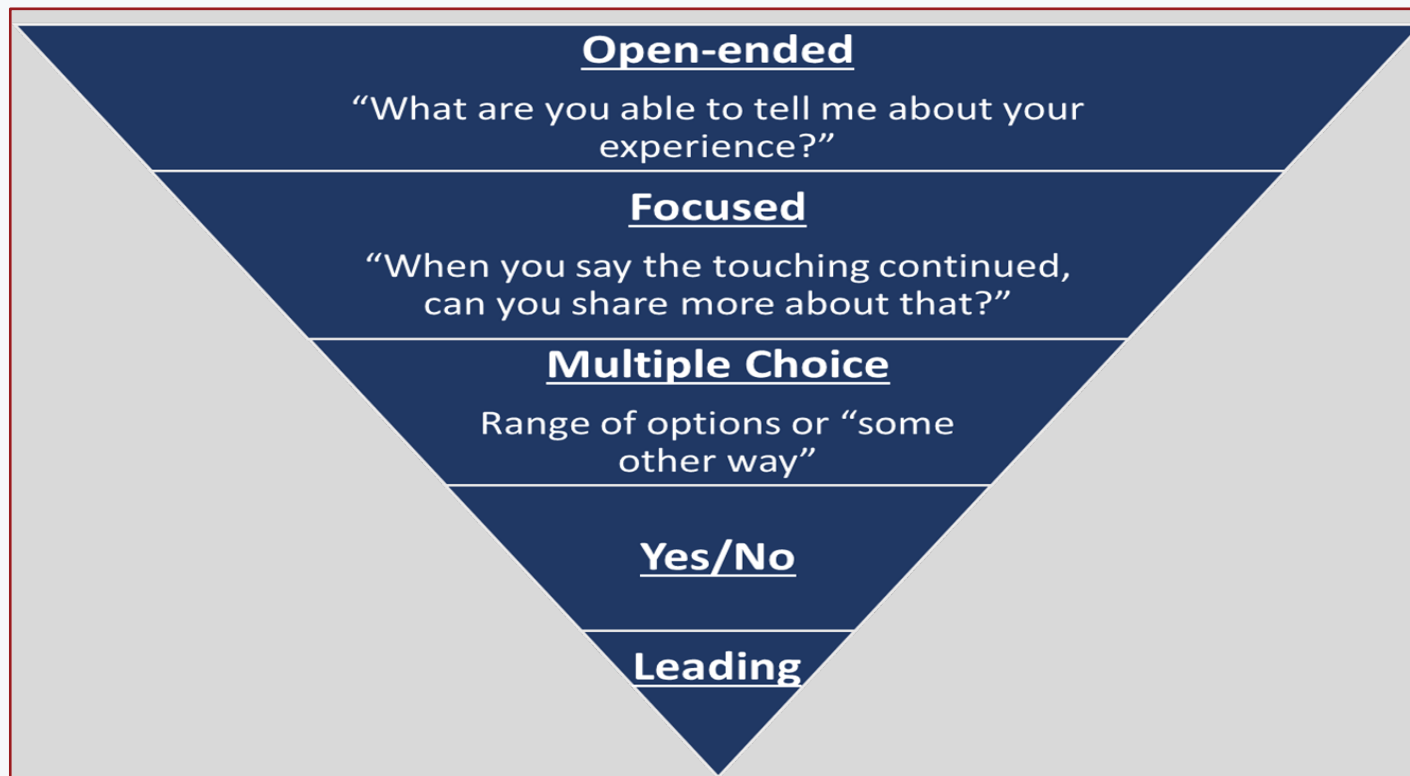 Open-ended
“What are you able to tell me about your
experience?”
Focused
“When you say the touching continued,
can you share more about that?”
Multiple Choice
Range of options or “some
other way”
Yes/No
Leading